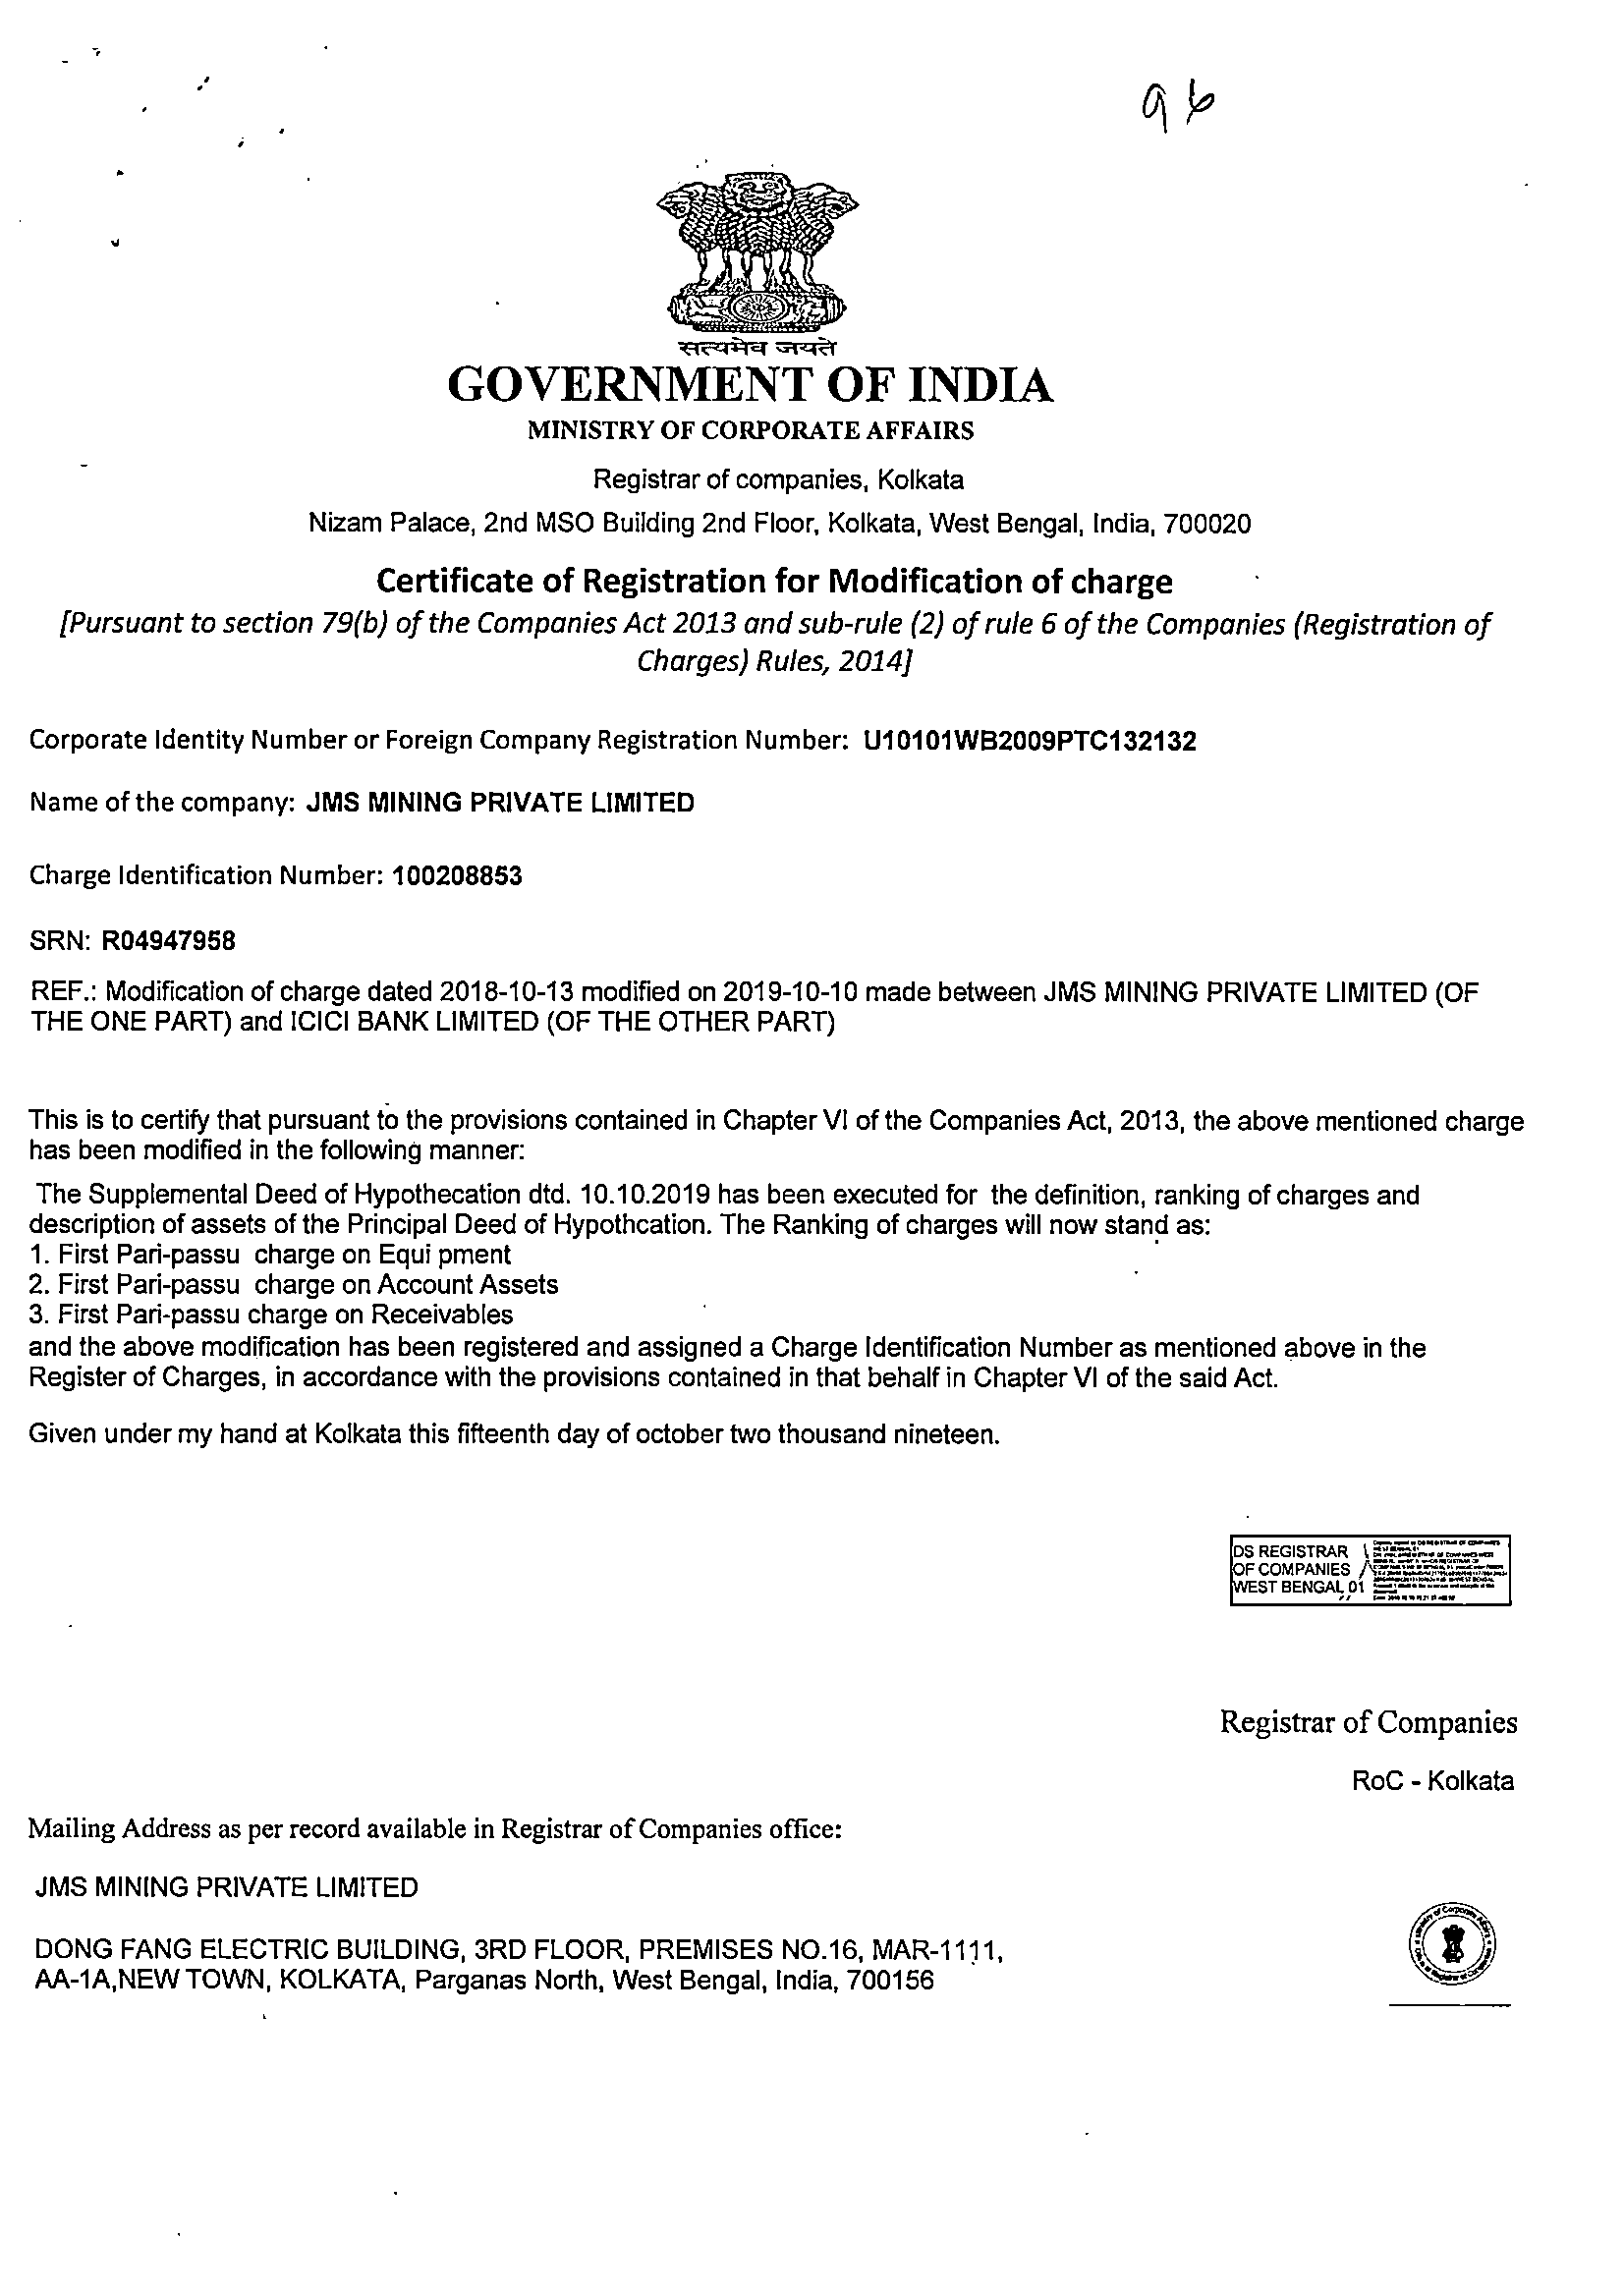 96
सत्यमेव जयते
GOVERNMENT OF INDIA
MINISTRY OF CORPORATE AFFAIRS
Registrar of companies, Kolkata
Nizam Palace, 2nd MSO Building 2nd Floor, Kolkata, West Bengal, India, 700020
Certificate of Registration for Modification of charge
[Pursuant to section 79(b) of the Companies Act 2013 and sub-rule (2) of rule 6 of the Companies (Registration of
Charges) Rules, 2014]
Corporate Identity Number or Foreign Company Registration Number: U10101WB2009PTC132132
Name of the company: JMS MINING PRIVATE LIMITED
Charge Identification Number: 100208853
SRN: R04947958
REF.: Modification of charge dated 2018-10-13 modified on 2019-10-10 made between JMS MINING PRIVATE LIMITED (OF
THE ONE PART) and ICICI BANK LIMITED (OF THE OTHER PART)
This is to certify that pursuant to the provisions contained in Chapter VI of the Companies Act, 2013, the above mentioned charge
has been modified in the following manner:
The Supplemental Deed of Hypothecation dtd. 10.10.2019 has been executed for the definition, ranking of charges and
description of assets of the Principal Deed of Hypothcation. The Ranking of charges will now stand as:
1. First Pari-passu charge on Equi pment
2. First Pari-passu charge on Account Assets
3. First Pari-passu charge on Receivables
and the above modification has been registered and assigned a Charge Identification Number as mentioned above in the
Register of Charges, in accordance with the provisions contained in that behalf in Chapter VI of the said Act.
Given under my hand at Kolkata this fifteenth day of october two thousand nineteen.
DS REGISTRAR
OF COMPANIES
WEST BENGAL 01
Registrar of Companies
RoC - Kolkata
Mailing Address as per record available in Registrar of Companies office:
JMS MINING PRIVATE LIMITED
DONG FANG ELECTRIC BUILDING, 3RD FLOOR, PREMISES NO.16, MAR-1111,
AA-1A,NEW TOWN, KOLKATA, Parganas North, West Bengal, India, 700156